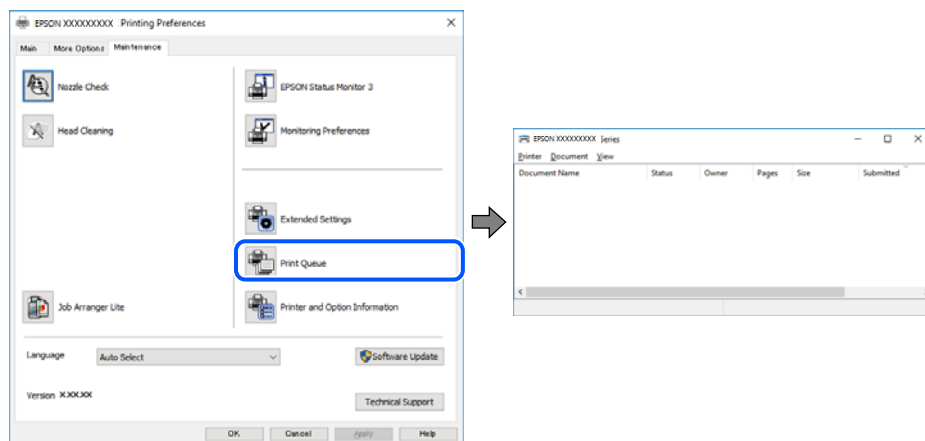 EPSON XXXXXXXXX Printing Preferences
Main More Options Maintenance
Nozzle Check
EPSON Status Monitor 3
Head Cleaning
Monitoring Preferences
Extended Settings
Print Queue
Job Arranger Lite
Printer and Option Information
Language Auto Select
Software Update
Version X.XX.XX
Technical Support
OK Cancel Apply Help
EPSON XXXXXXXXX Series
Printer Document View
Document Name Status Owner Pages Size Submitted